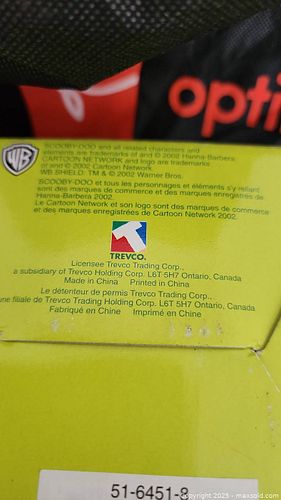 opti
WB
SCOOBY-DOO and all related characters and
elements are trademarks of and © 2002 Hanna-Barbera.
CARTOON NETWORK and logo are trademarks
of and © 2002 Cartoon Network.
WB SHIELD: TM & © 2002 Warner Bros.
SCOOBY-DOO et tous les personnages et éléments s'y reliant
sont des marques de commerce et des marques enregistrées de
Hanna-Barbera 2002.
Le Cartoon Network et son logo sont des marques de commerce
et des marques enregistrées de Cartoon Network 2002.
TREVCO.
Licensee Trevco Trading Corp.,
a subsidiary of Trevco Holding Corp. L6T 5H7 Ontario, Canada
Made in China Printed in China
Le détenteur de permis Trevco Trading Corp.,
une filiale de Trevco Trading Holding Corp. L6T 5H7 Ontario, Canada
Fabriqué en Chine Imprimé en Chine
51-6451-8
© copyright 2025 - maxsold.com